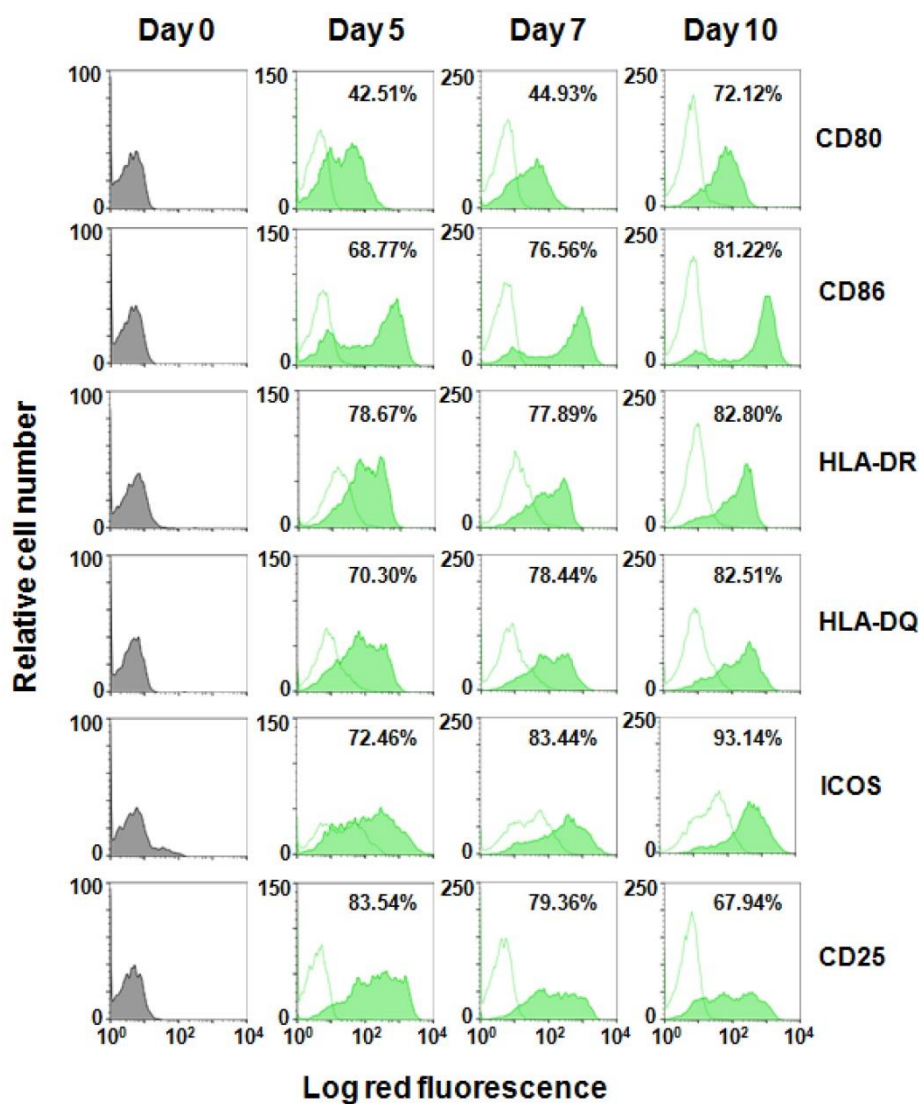 Day 0 Day 5 Day 7 Day 10
100 0 150 0 42.51% 250 0 44.93% 250 0 72.12% CD80
100 0 150 0 68.77% 250 0 76.56% 250 0 81.22% CD86
100 0 150 0 78.67% 250 0 77.89% 250 0 82.80% HLA-DR
100 0 150 0 70.30% 250 0 78.44% 250 0 82.51% HLA-DQ
100 0 150 0 72.46% 250 0 83.44% 250 0 93.14% ICOS
100 0 150 0 83.54% 250 0 79.36% 250 0 67.94% CD25
10⁰ 10² 10⁴ 10⁰ 10² 10⁴ 10⁰ 10² 10⁴ 10⁰ 10² 10⁴
Relative cell number
Log red fluorescence